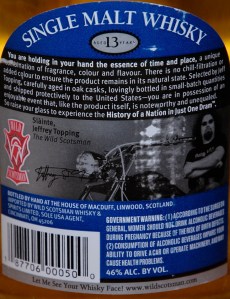 SINGLE MALT WHISKY
AGED 13 YEARS
You are holding in your hand the essence of time and place, a unique
combination of fragrance, colour and flavour. There is no chill-filtration or
added colour to ensure the product remains in its natural state. Selected by Jeff
Topping, carefully aged in oak casks, lovingly bottled in small-batch quantities
and shipped protectively to the United States—you are in possession of an
event that, like the product itself, is noteworthy and unequaled.
So raise your glass to experience the History of a Nation in Just One Dram™.
Slàinte,
Jeffrey Topping
The Wild Scotsman
BOTTLED BY HAND AT THE HOUSE OF MACDUFF, LINWOOD, SCOTLAND.
IMPORTED BY
WILD SCOTSMAN WHISKY &
LIMITED, SOLE USA AGENT,
CINCINNATI, OH
GOVERNMENT WARNING: (1) ACCORDING TO THE SURGEON
GENERAL, WOMEN SHOULD NOT DRINK ALCOHOLIC BEVERAGES
DURING PREGNANCY BECAUSE OF THE RISK OF BIRTH DEFECTS.
(2) CONSUMPTION OF ALCOHOLIC BEVERAGES IMPAIRS YOUR
ABILITY TO DRIVE A CAR OR OPERATE MACHINERY, AND MAY
CAUSE HEALTH PROBLEMS.
46% ALC. BY VOL.
87706 00050 0
Let Me See Your Whisky Face!